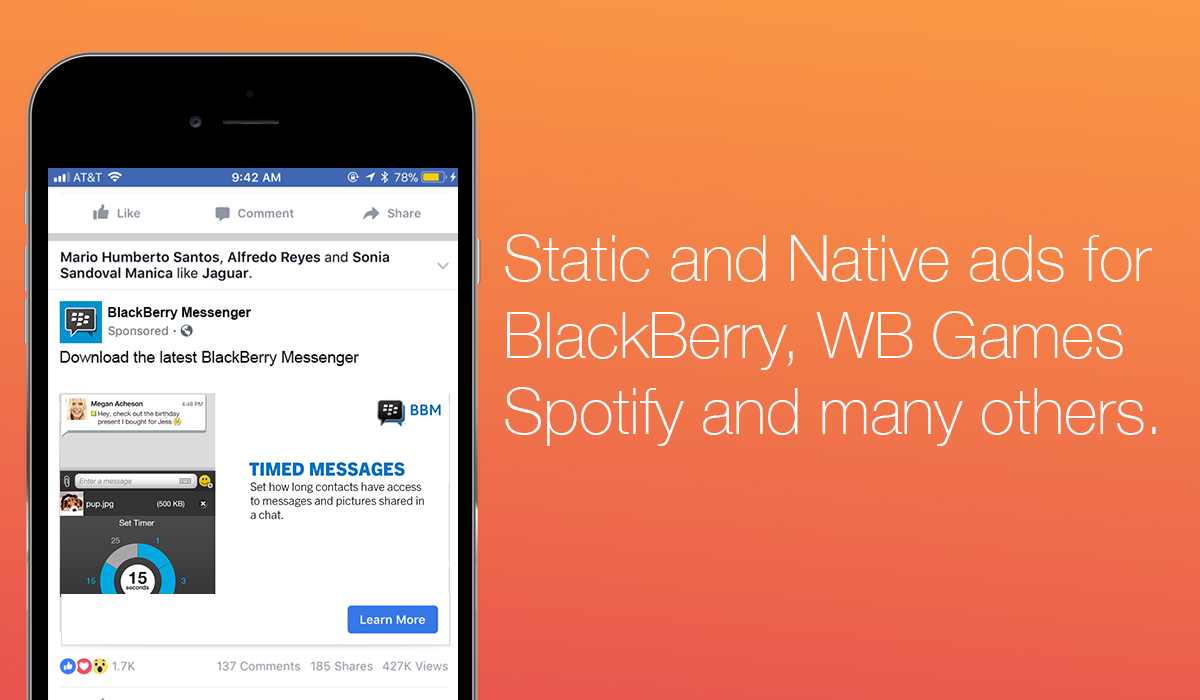 AT&T 9:42 AM 78%
Like Comment Share
Mario Humberto Santos, Alfredo Reyes and Sonia
Sandoval Manica like Jaguar.
BlackBerry Messenger
Sponsored ·
Download the latest BlackBerry Messenger
Megan Acheson 4:48 PM
Hey, check out the birthday
present I bought for Jess
BBM
Enter a message
pup.jpg (500 KB) X
Set Timer
25 1
15 3
15
seconds
TIMED MESSAGES
Set how long contacts have access
to messages and pictures shared in
a chat.
Learn More
1.7K 137 Comments 185 Shares 427K Views
Static and Native ads for
BlackBerry, WB Games
Spotify and many others.